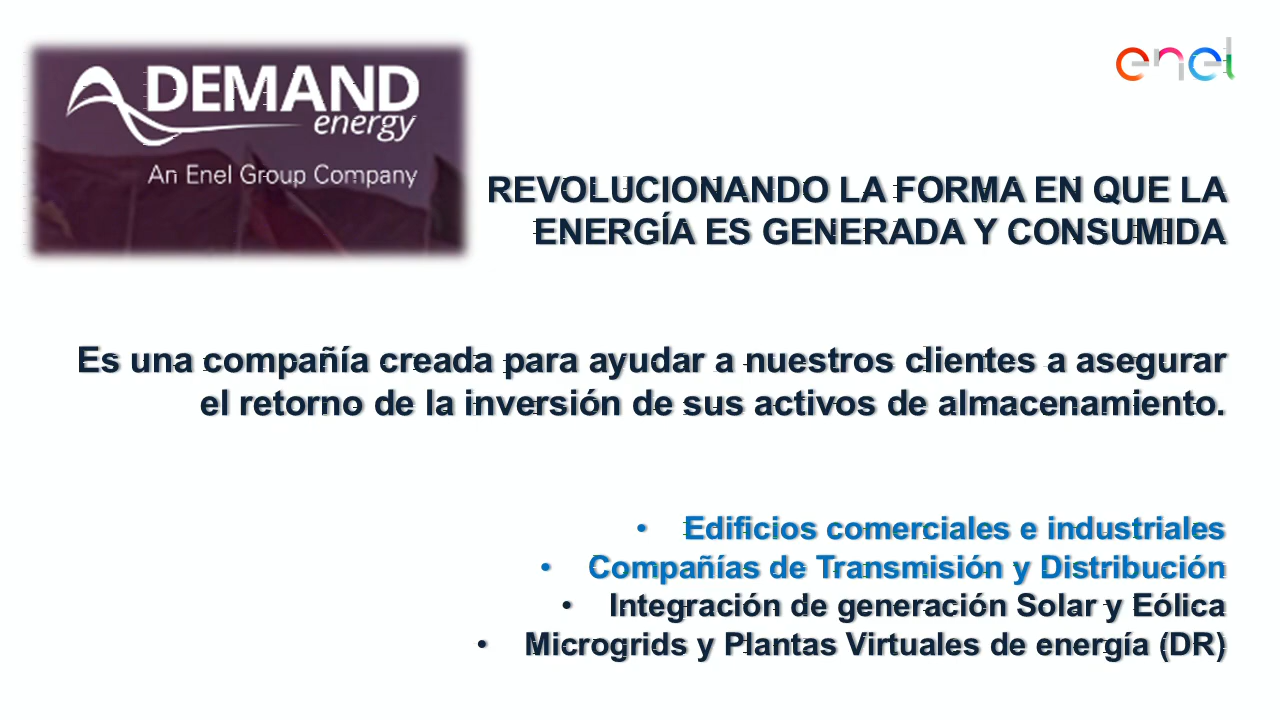 DEMAND
energy
An Enel Group Company
enel
REVOLUCIONANDO LA FORMA EN QUE LA
ENERGÍA ES GENERADA Y CONSUMIDA
Es una compañía creada para ayudar a nuestros clientes a asegurar
el retorno de la inversión de sus activos de almacenamiento.
• Edificios comerciales e industriales
• Compañías de Transmisión y Distribución
• Integración de generación Solar y Eólica
• Microgrids y Plantas Virtuales de energía (DR)